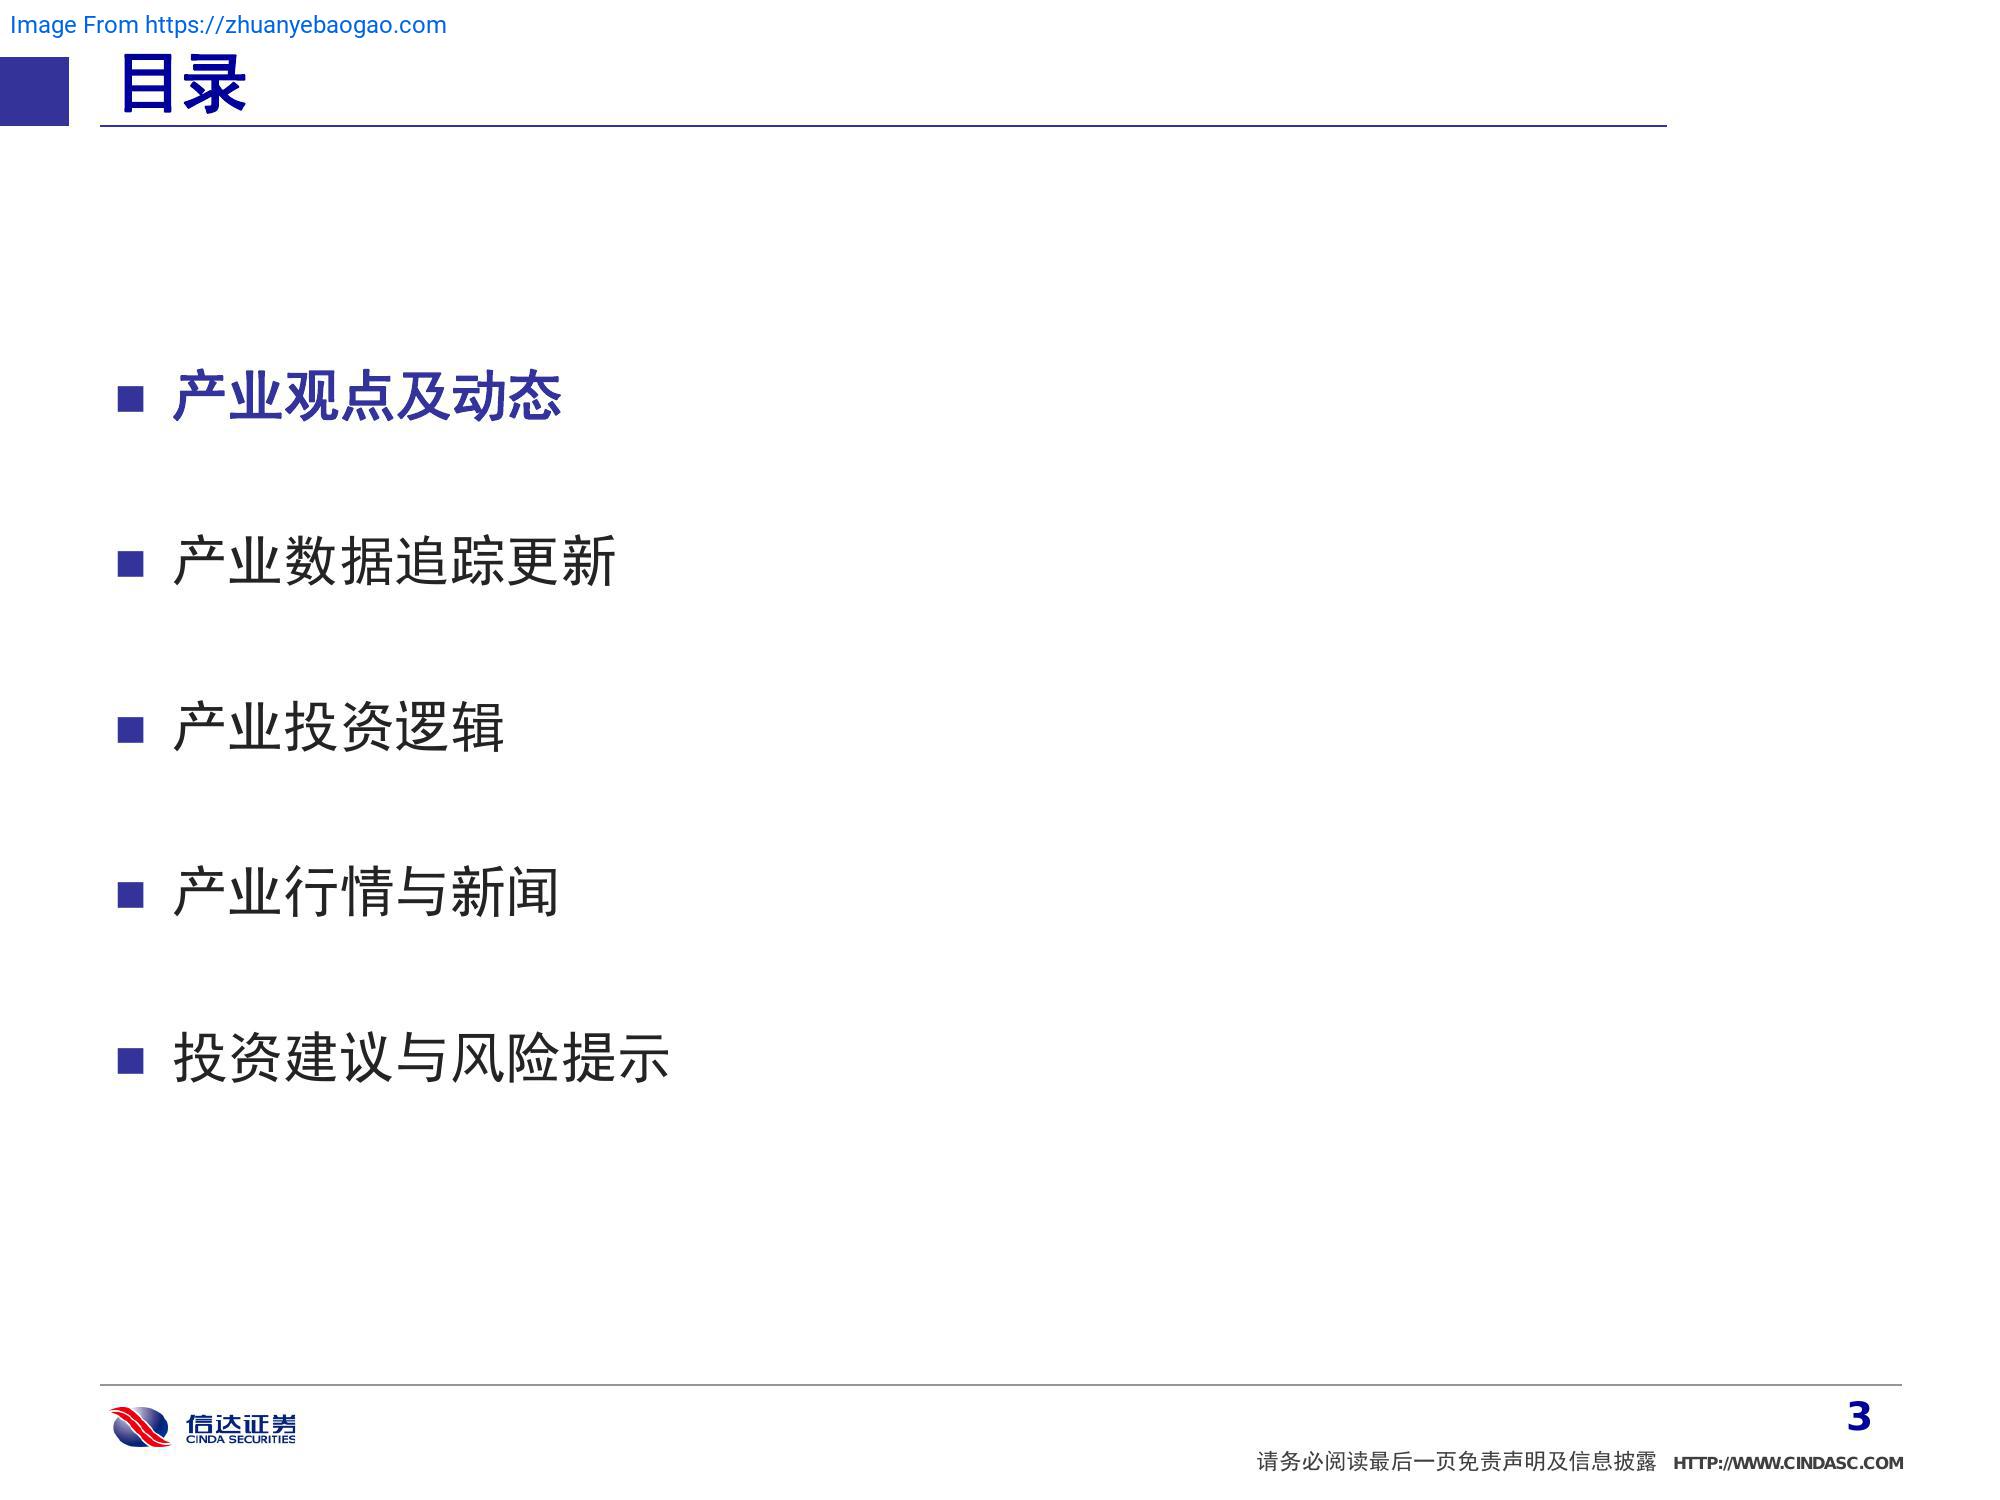 Image From https://zhuanyebaogao.com
目录
■ 产业观点及动态
■ 产业数据追踪更新
■ 产业投资逻辑
■ 产业行情与新闻
■ 投资建议与风险提示
信达证券
CINDA SECURITIES
3
请务必阅读最后一页免责声明及信息披露 HTTP://WWW.CINDASC.COM